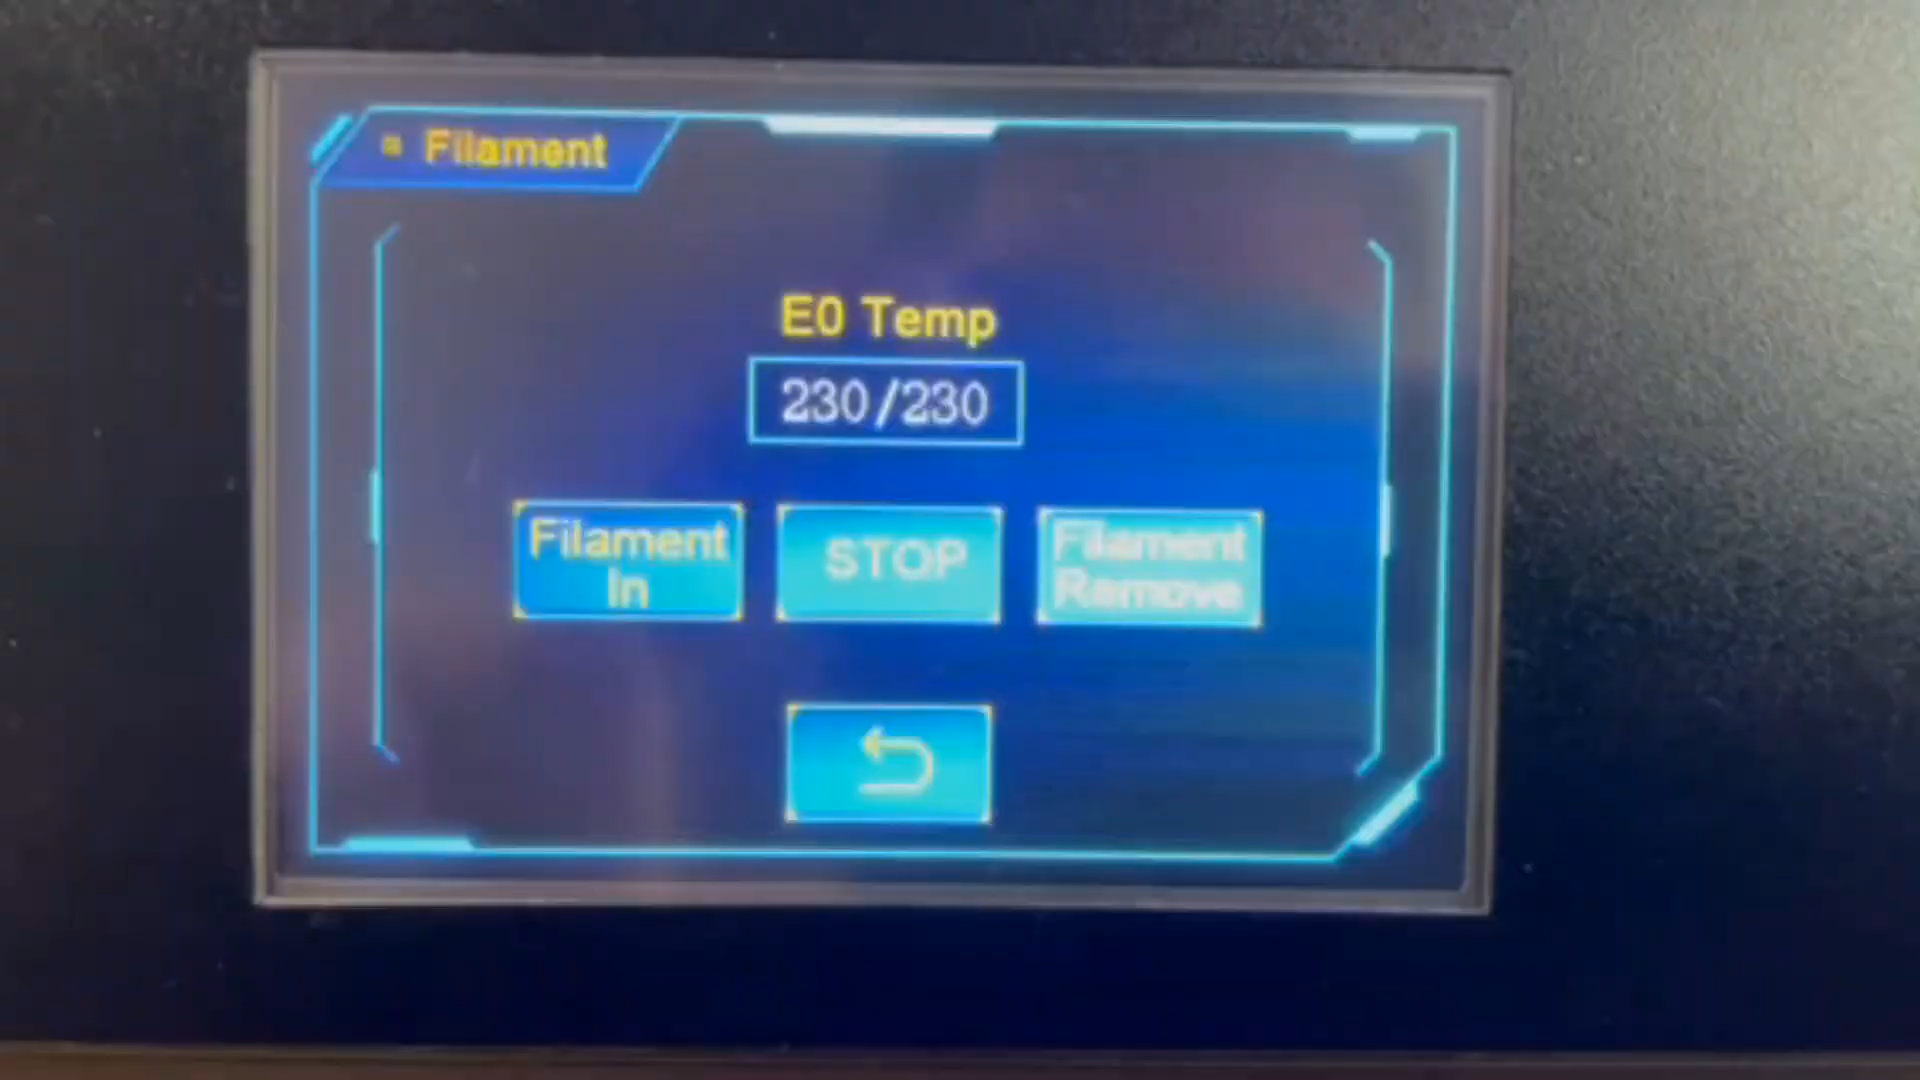 Filament
E0 Temp
230/230
Filament
In
STOP
Filament
Remove